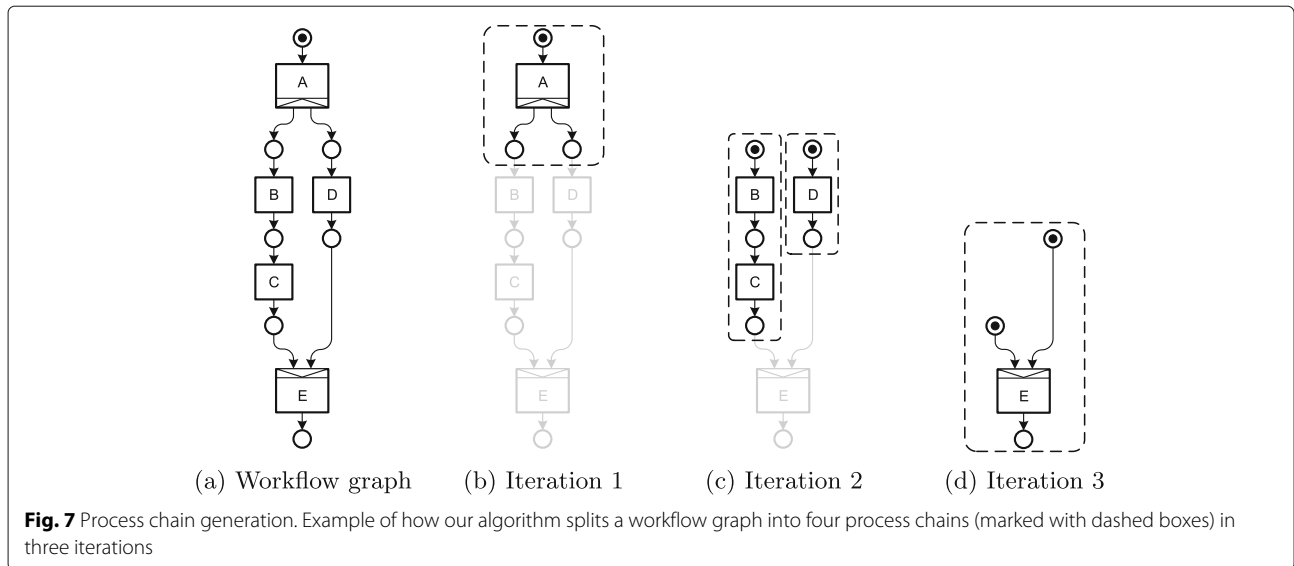 A
B
D
C
E
A
B
D
C
E
B
D
C
E
E
(a) Workflow graph
(b) Iteration 1
(c) Iteration 2
(d) Iteration 3
Fig. 7 Process chain generation. Example of how our algorithm splits a workflow graph into four process chains (marked with dashed boxes) in
three iterations